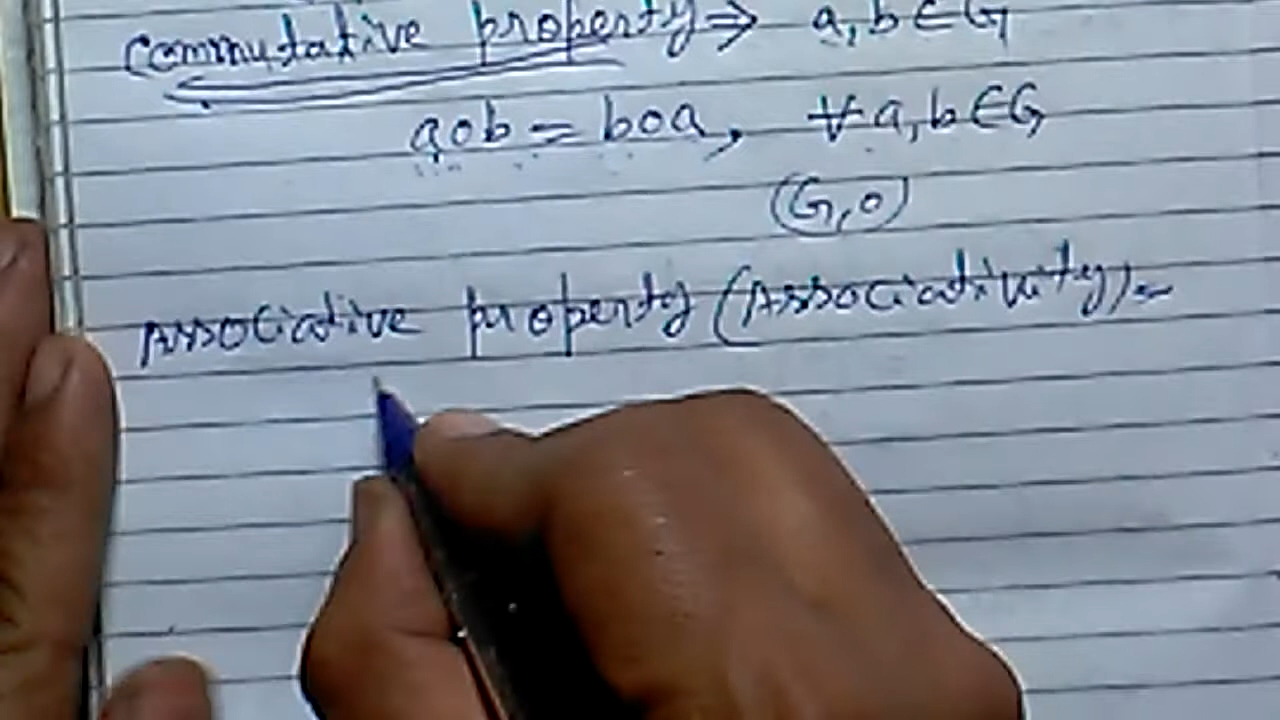 Commutative property ⇒ a, b ∈ G
aob = boa, ∀ a, b ∈ G
(G, o)
Associative property (Associativity):-